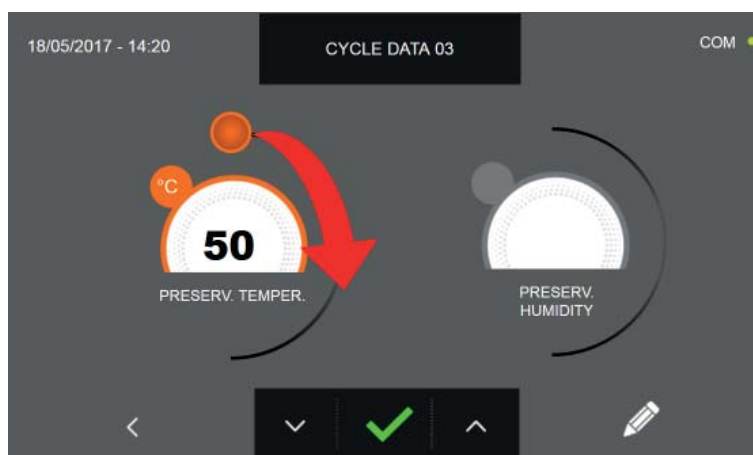 18/05/2017 - 14:20
CYCLE DATA 03
COM
°C
50
PRESERV. TEMPER.
PRESERV.
HUMIDITY